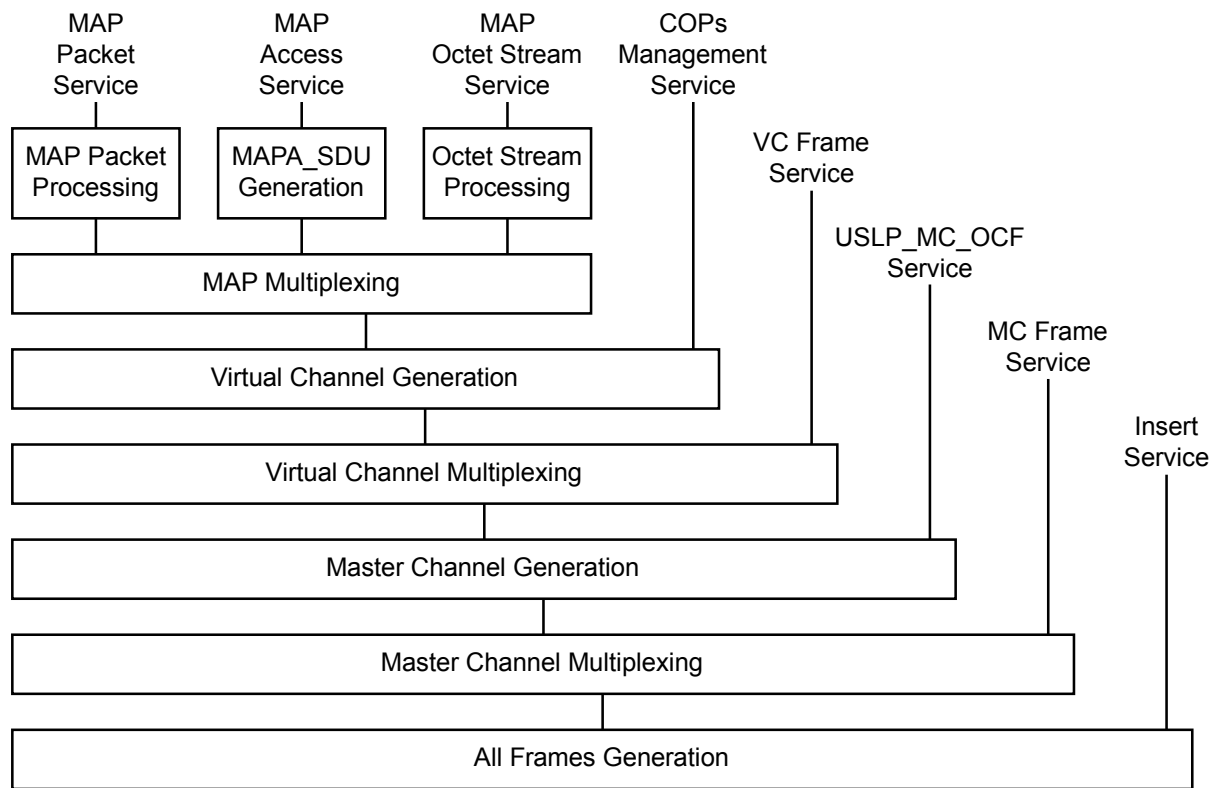 MAP
Packet
Service
MAP
Access
Service
MAP
Octet Stream
Service
COPs
Management
Service
VC Frame
Service
USLP_MC_OCF
Service
MC Frame
Service
Insert
Service
MAP Packet
Processing
MAPA_SDU
Generation
Octet Stream
Processing
MAP Multiplexing
Virtual Channel Generation
Virtual Channel Multiplexing
Master Channel Generation
Master Channel Multiplexing
All Frames Generation